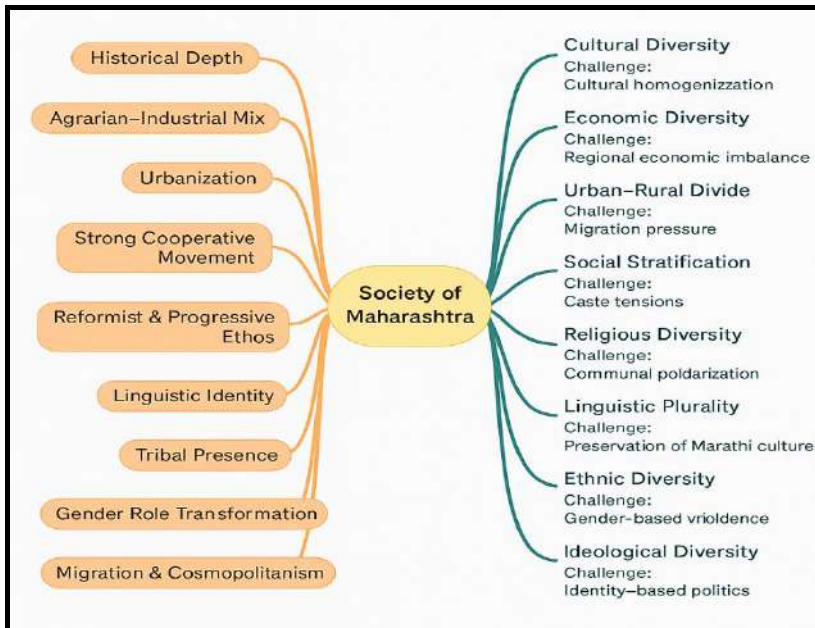 Historical Depth
Agrarian–Industrial Mix
Urbanization
Strong Cooperative
Movement
Reformist & Progressive
Ethos
Linguistic Identity
Tribal Presence
Gender Role Transformation
Migration & Cosmopolitanism
Society of
Maharashtra
Cultural Diversity
Challenge:
Cultural homogenizzation
Economic Diversity
Challenge:
Regional economic imbalance
Urban–Rural Divide
Challenge:
Migration pressure
Social Stratification
Challenge:
Caste tensions
Religious Diversity
Challenge:
Communal poldarization
Linguistic Plurality
Challenge:
Preservation of Marathi culture
Ethnic Diversity
Challenge:
Gender-based vrioldence
Ideological Diversity
Challenge:
Identity–based politics